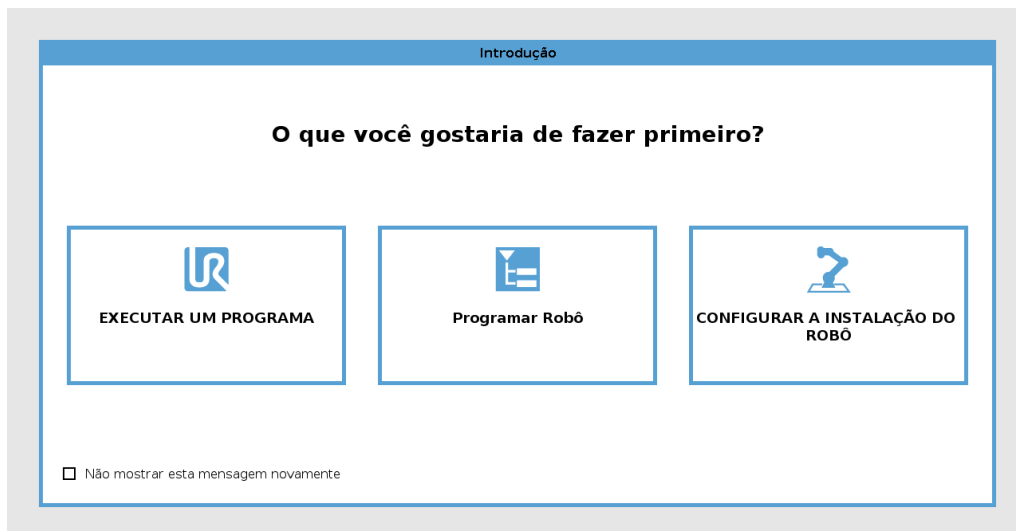 Introdução
O que você gostaria de fazer primeiro?
UR
EXECUTAR UM PROGRAMA
Programar Robô
CONFIGURAR A INSTALAÇÃO DO
ROBÔ
Não mostrar esta mensagem novamente